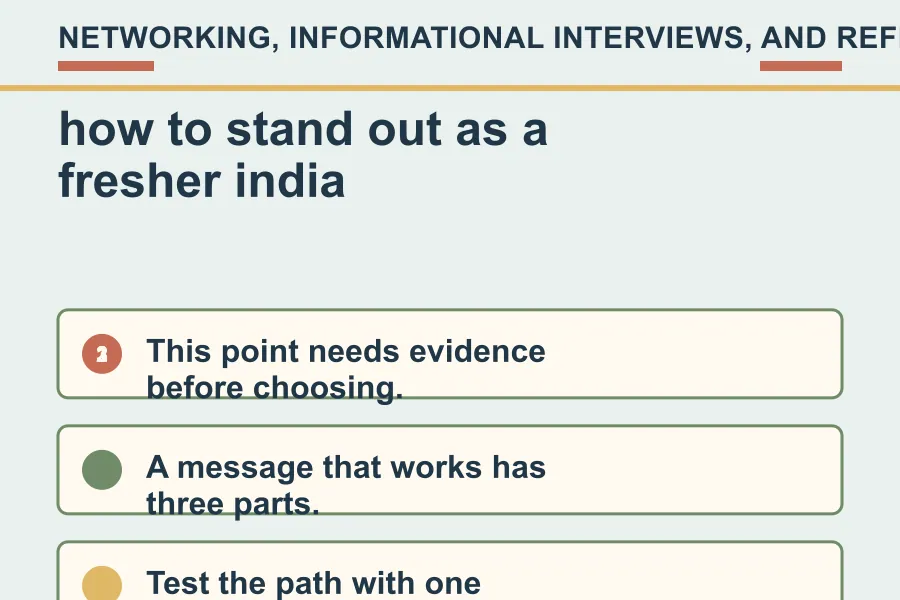 NETWORKING, INFORMATIONAL INTERVIEWS, AND
how to stand out as a
fresher india
This point needs evidence
before choosing.
A message that works has
three parts.
Test the path with one